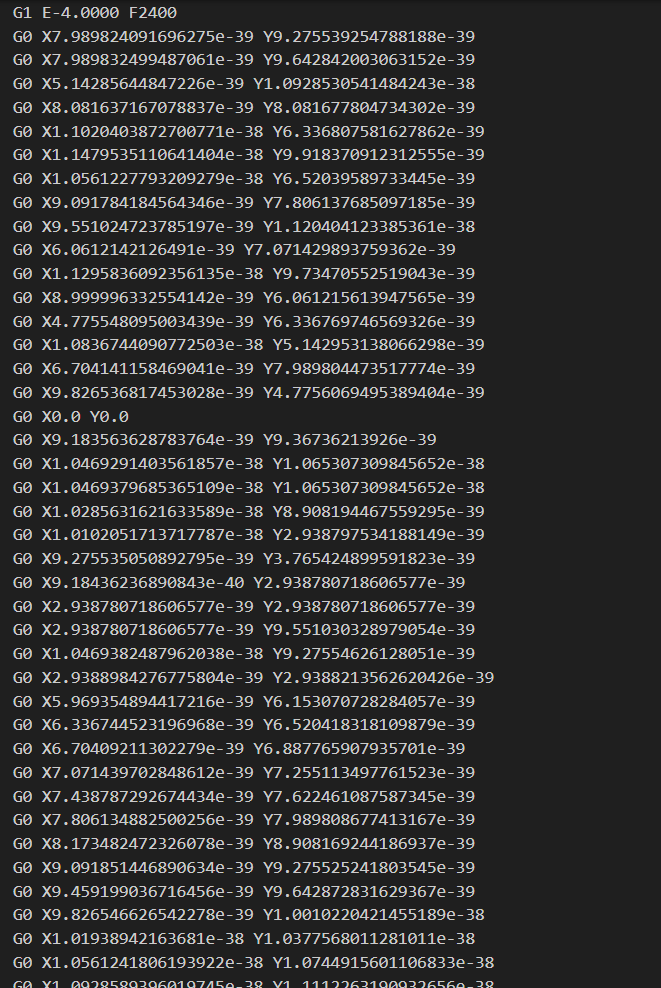 G1 E-4.0000 F2400
G0 X7.989824091696275e-39 Y9.275539254788188e-39
G0 X7.989832499487061e-39 Y9.642842003063152e-39
G0 X5.14285644847226e-39 Y1.0928539541484243e-38
G0 X8.081637167078837e-39 Y8.081677804734302e-39
G0 X1.1020403872700771e-38 Y6.336807581627862e-39
G0 X1.1479535110641404e-38 Y9.918370912312555e-39
G0 X1.0561227793209279e-38 Y6.52039589733445e-39
G0 X9.091784184564346e-39 Y7.806137685097185e-39
G0 X9.551024723785197e-39 Y1.120404123385361e-38
G0 X6.0612142126491e-39 Y7.071429893759362e-39
G0 X1.1295836092356135e-38 Y9.73470552519043e-39
G0 X8.999996332554142e-39 Y6.061215613947565e-39
G0 X4.775548095003439e-39 Y6.336769746569326e-39
G0 X1.0836744090772503e-38 Y5.142953138066298e-39
G0 X6.704141158469041e-39 Y7.989804473517774e-39
G0 X9.826536817453028e-39 Y4.7756069495389404e-39
G0 X0.0 Y0.0
G0 X9.183563628783764e-39 Y9.36736213926e-39
G0 X1.0469291403561857e-38 Y1.065307309845652e-38
G0 X1.0469379685365109e-38 Y1.065307309845652e-38
G0 X1.0285631621633589e-38 Y8.908194467559295e-39
G0 X1.0102051713717787e-38 Y2.938797534188149e-39
G0 X9.275535050892795e-39 Y3.765424899591823e-39
G0 X9.18436236890843e-40 Y2.938780718606577e-39
G0 X2.938780718606577e-39 Y2.938780718606577e-39
G0 X2.938780718606577e-39 Y9.551030328979054e-39
G0 X1.0469382487962038e-38 Y9.27554626128051e-39
G0 X2.9388984276775804e-39 Y2.9388213562620426e-39
G0 X5.969354894417216e-39 Y6.153070728284057e-39
G0 X6.336744523196968e-39 Y6.520418318109879e-39
G0 X6.70409211302279e-39 Y6.887765907935701e-39
G0 X7.071439702848612e-39 Y7.255113497761523e-39
G0 X7.438787292674434e-39 Y7.622461087587345e-39
G0 X7.806134882500256e-39 Y7.989808677413167e-39
G0 X8.173482472326078e-39 Y8.908169244186937e-39
G0 X9.091851446890634e-39 Y9.275525241803545e-39
G0 X9.459199036716456e-39 Y9.642872831629367e-39
G0 X9.826546626542278e-39 Y1.0010220421455189e-38
G0 X1.01938942163681e-38 Y1.0377568011281011e-38
G0 X1.0561241806193922e-38 Y1.0744915601106833e-38
G0 X1.0928589396019745e-38 Y1.1112263190932656e-38